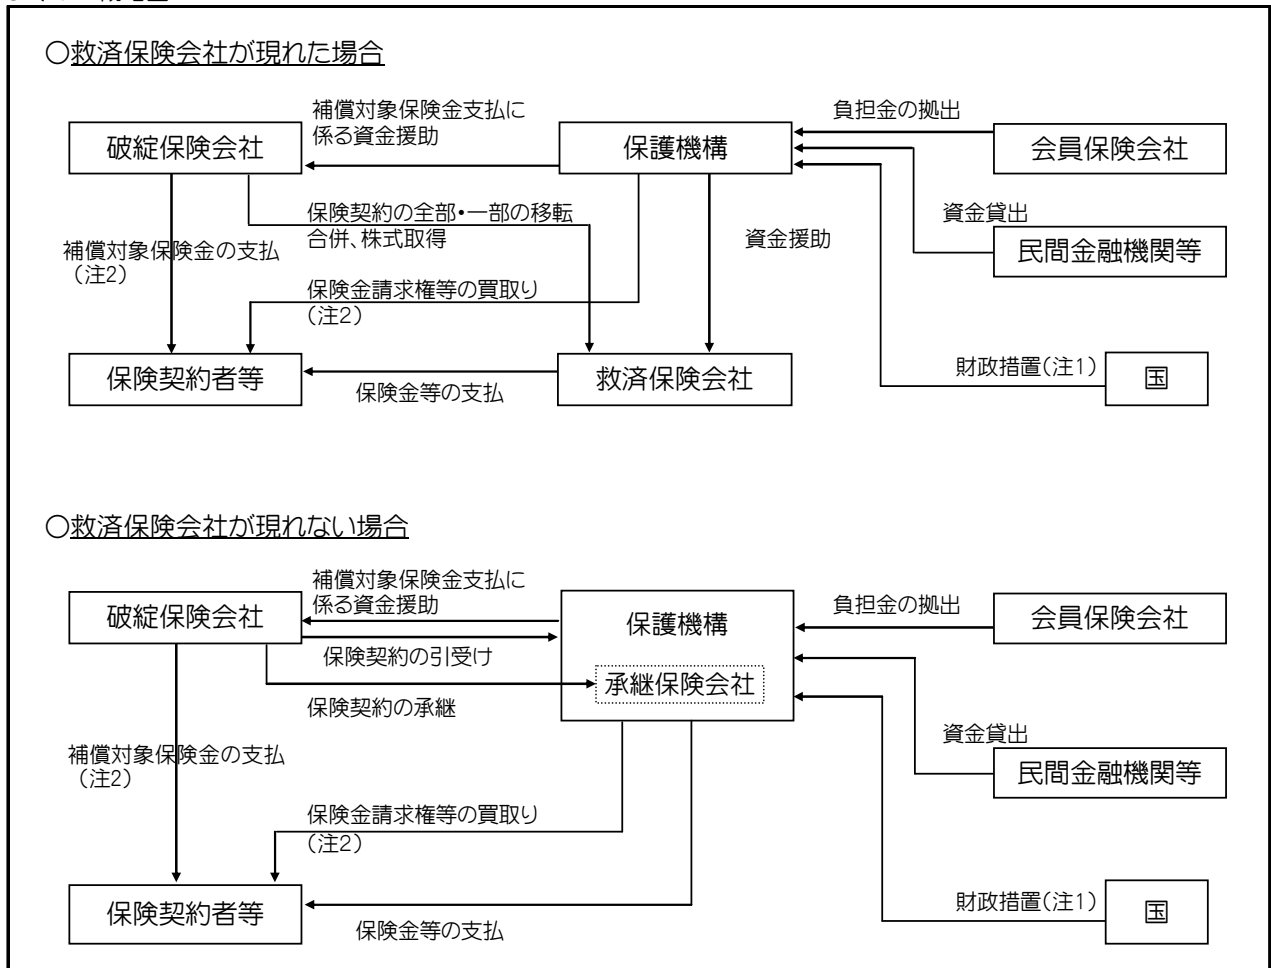 ○救済保険会社が現れた場合
補償対象保険金支払に
係る資金援助
負担金の拠出
破綻保険会社
保護機構
会員保険会社
保険契約の全部・一部の移転
合併、株式取得
資金貸出
補償対象保険金の支払
(注2)
資金援助
民間金融機関等
保険金請求権等の買取り
(注2)
保険契約者等
救済保険会社
財政措置(注1)
国
保険金等の支払
○救済保険会社が現れない場合
補償対象保険金支払に
係る資金援助
負担金の拠出
破綻保険会社
保護機構
会員保険会社
保険契約の引受け
承継保険会社
保険契約の承継
資金貸出
補償対象保険金の支払
(注2)
民間金融機関等
保険金請求権等の買取り
(注2)
保険契約者等
財政措置(注1)
国
保険金等の支払